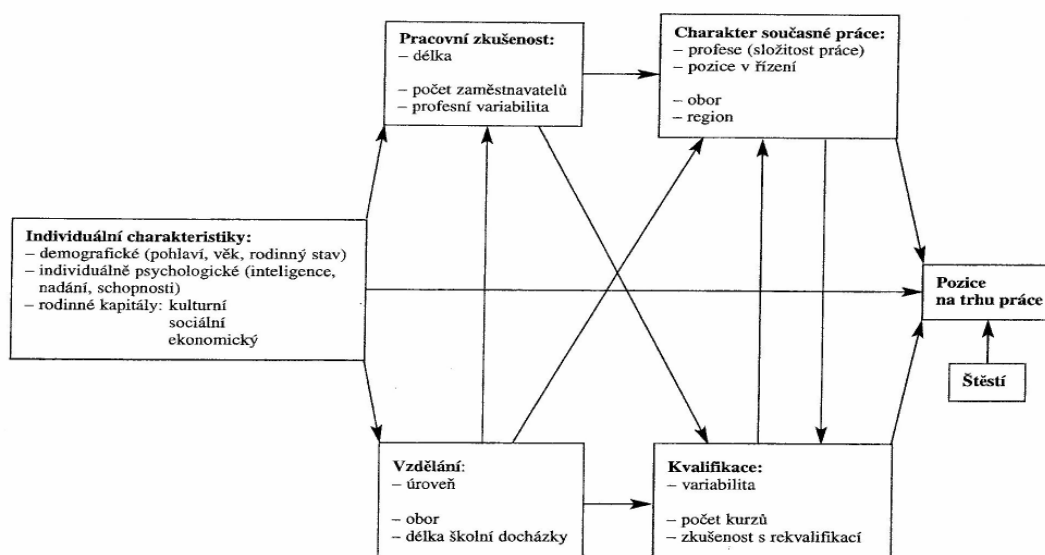 Pracovní zkušenost:
– délka
– počet zaměstnavatelů
– profesní variabilita
Charakter současné práce:
– profese (složitost práce)
– pozice v řízení
– obor
– region
Individuální charakteristiky:
– demografické (pohlaví, věk, rodinný stav)
– individuálně psychologické (inteligence,
nadání, schopnosti)
– rodinné kapitály: kulturní
sociální
ekonomický
Pozice
na trhu práce
Štěstí
Vzdělání:
– úroveň
– obor
– délka školní docházky
Kvalifikace:
– variabilita
– počet kurzů
– zkušenost s rekvalifikací